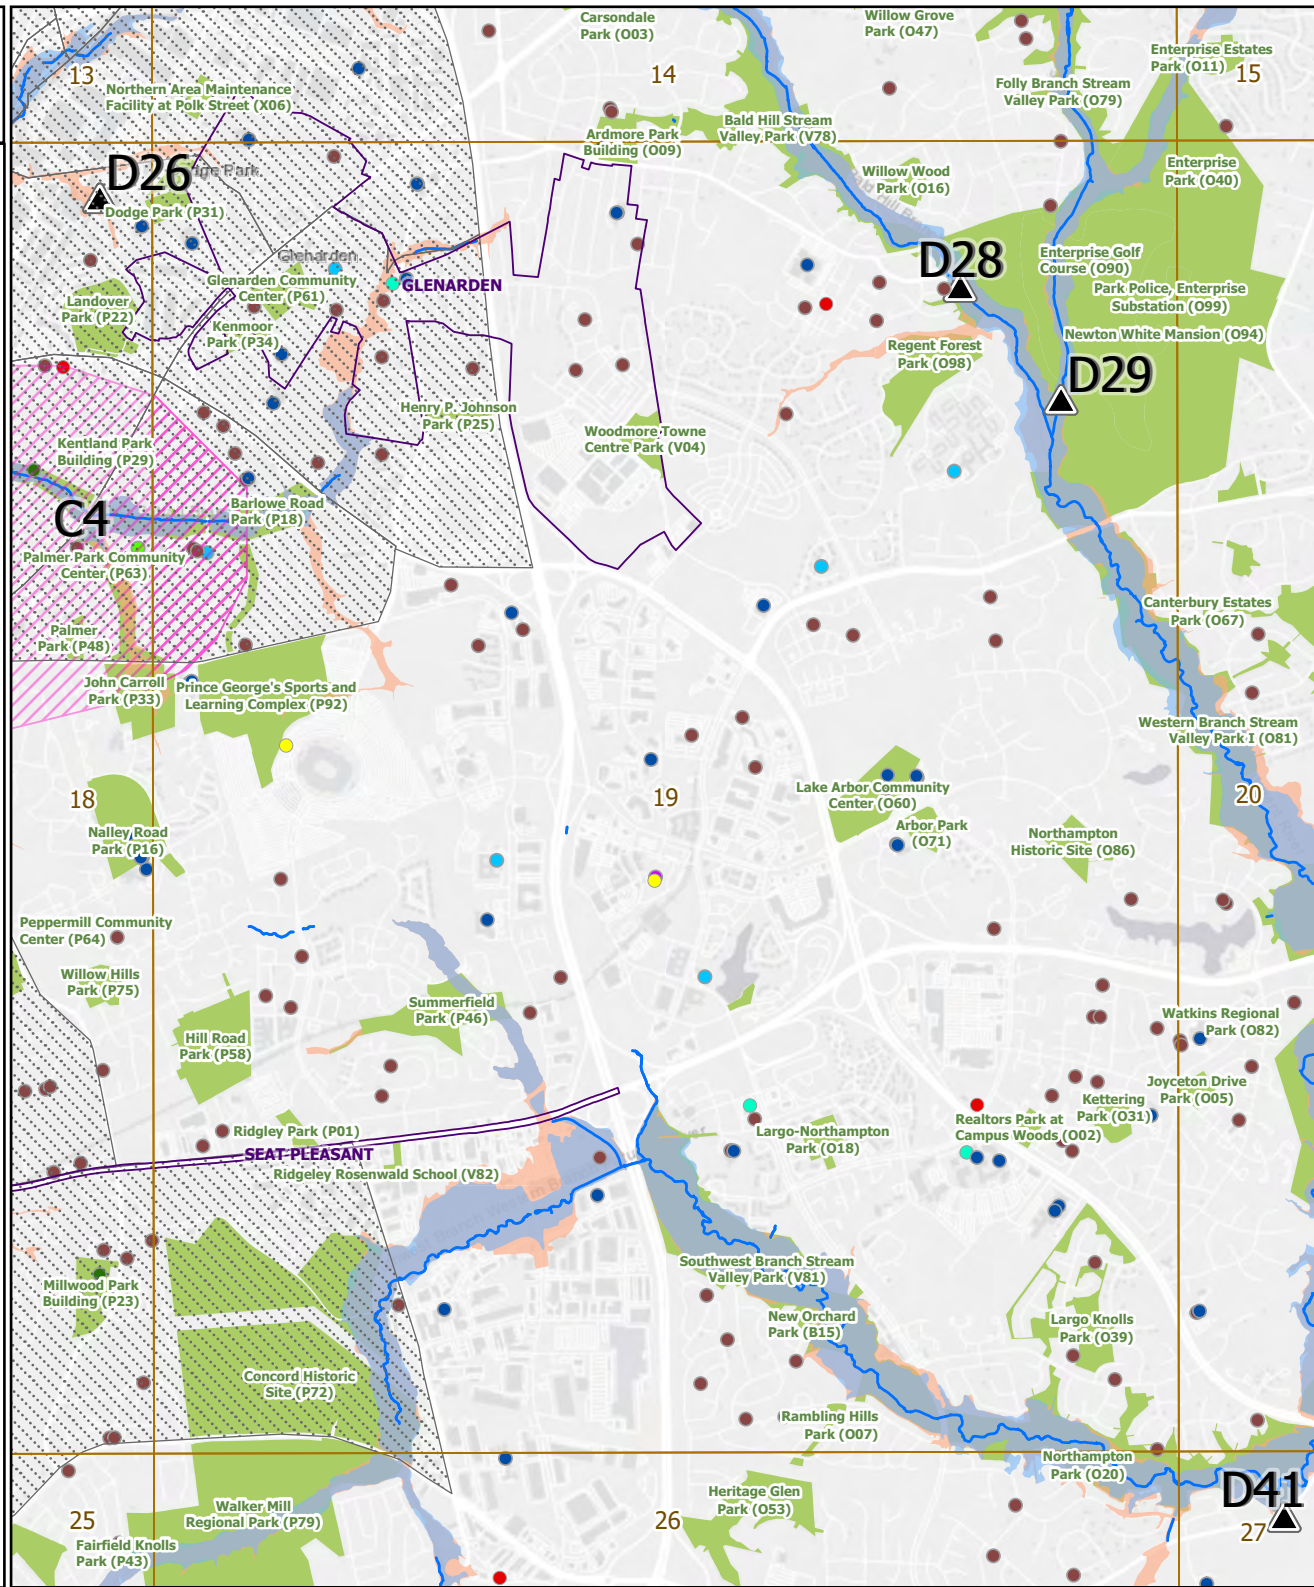 Carsondale
Park (O03)
Willow Grove
Park (O47)
13
14
15
Enterprise Estates
Park (O11)
Northern Area Maintenance
Facility at Polk Street (X06)
Folly Branch Stream
Valley Park (O79)
Ardmore Park
Building (O09)
Bald Hill Stream
Valley Park (V78)
D26
dge Park
Dodge Park (P31)
Willow Wood
Park (O16)
Enterprise
Park (O40)
Bald Hill Br
Glenarden
Glenarden Community
Center (P61)
GLENARDEN
D28
Enterprise Golf
Course (O90)
Park Police, Enterprise
Substation (O99)
Landover
Park (P22)
Kenmoor
Park (P34)
Newton White Mansion (O94)
Regent Forest
Park (O98)
D29
Henry P. Johnson
Park (P25)
Woodmore Towne
Centre Park (V04)
Kentland Park
Building (P29)
C4
Barlowe Road
Park (P18)
Palmer Park Community
Center (P63)
Palmer
Park (P48)
Canterbury Estates
Park (O67)
John Carroll
Park (P33)
Prince George's Sports and
Learning Complex (P92)
Western Branch Stream
Valley Park I (O81)
18
19
20
Lake Arbor Community
Center (O60)
Nalley Road
Park (P16)
Arbor Park
(O71)
Northampton
Historic Site (O86)
Peppermill Community
Center (P64)
Willow Hills
Park (P75)
Summerfield
Park (P46)
Watkins Regional
Park (O82)
Hill Road
Park (P58)
Joyceton Drive
Park (O05)
Kettering
Park (O31)
Ridgley Park (P01)
Largo-Northampton
Park (O18)
Realtors Park at
Campus Woods (O02)
SEAT PLEASANT
Ridgeley Rosenwald School (V82)
Southwest Branch Stream
Valley Park (V81)
Millwood Park
Building (P23)
New Orchard
Park (B15)
Largo Knolls
Park (O39)
Concord Historic
Site (P72)
Rambling Hills
Park (O07)
Northampton
Park (O20)
D41
Heritage Glen
Park (O53)
Walker Mill
Regional Park (P79)
25
26
27
Fairfield Knolls
Park (P43)